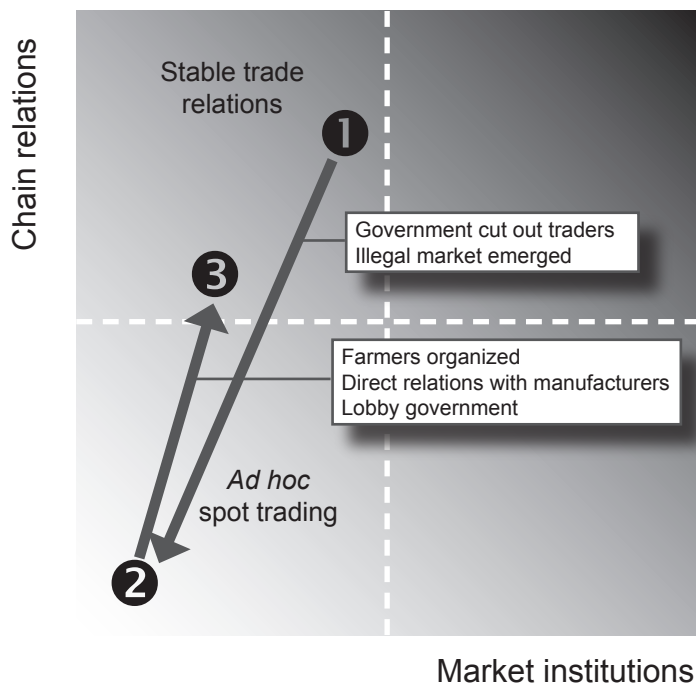 Chain relations
Stable trade
relations
1
Government cut out traders
Illegal market emerged
3
Farmers organized
Direct relations with manufacturers
Lobby government
Ad hoc
spot trading
2
Market institutions